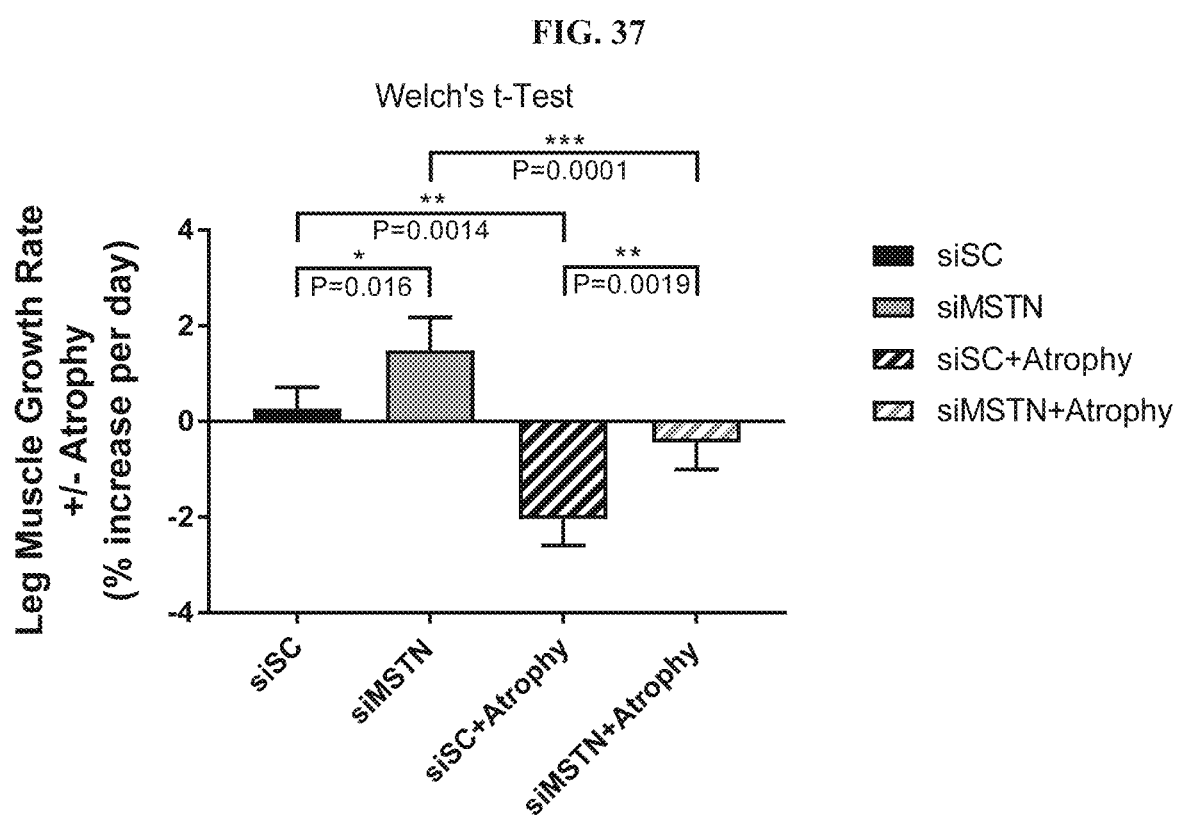 FIG. 37
Welch's t-Test
***
P=0.0001
**
P=0.0014
*
P=0.016
**
P=0.0019
Leg Muscle Growth Rate
+/- Atrophy
(% increase per day)
4
2
0
-2
-4
siSC
siMSTN
siSC+Atrophy
siMSTN+Atrophy
siSC
siMSTN
siSC+Atrophy
siMSTN+Atrophy